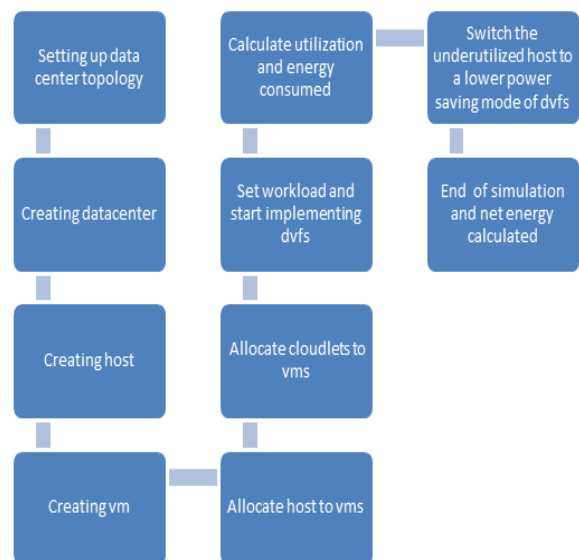 Setting up data
center topology
Creating datacenter
Creating host
Creating vm
Allocate host to vms
Allocate cloudlets to
vms
Set workload and
start implementing
dvfs
Calculate utilization
and energy
consumed
Switch the
underutilized host to
a lower power
saving mode of dvfs
End of simulation
and net energy
calculated